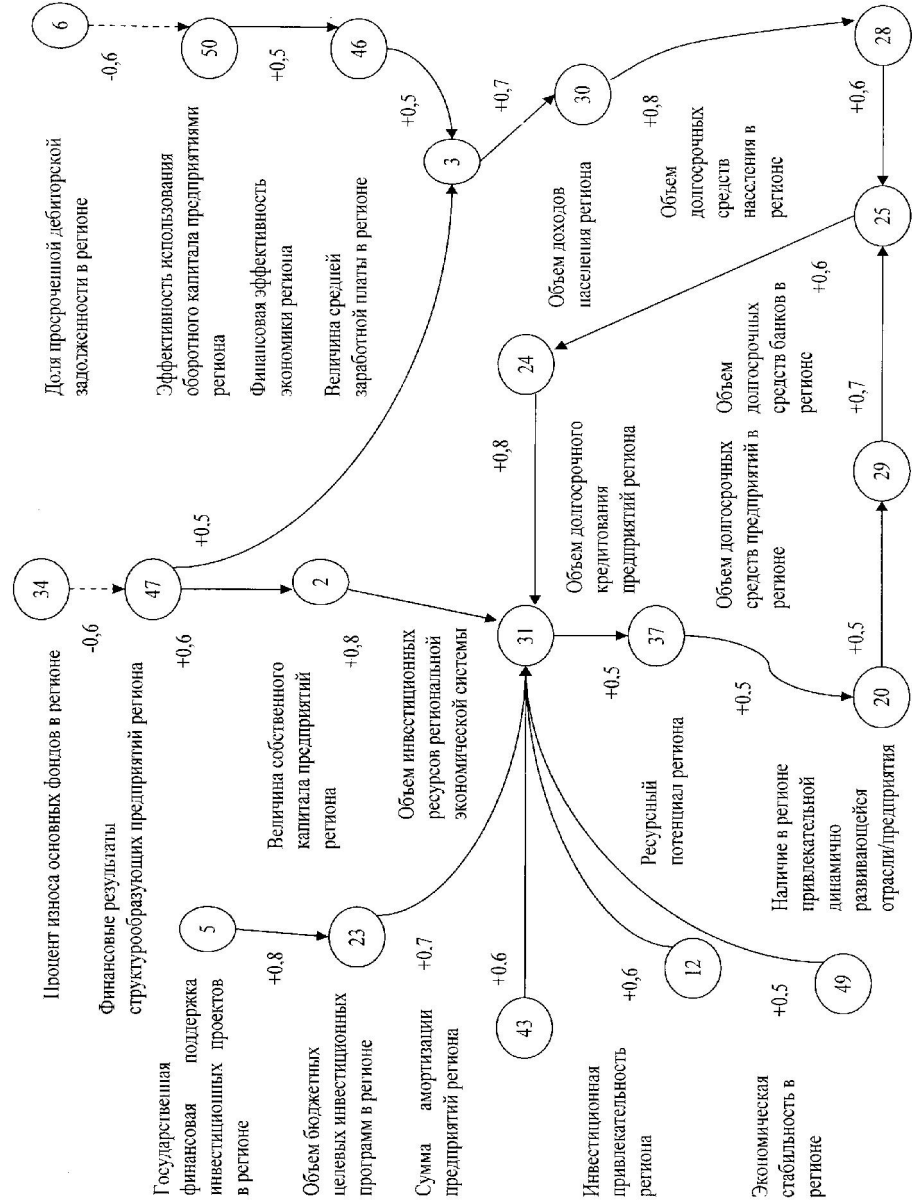 Процент износа основных фондов в регионе
34
-0,6
Финансовые результаты
структурообразующих предприятий региона
47
+0,6
+0.5
Доля просроченной дебиторской
задолженности в регионе
6
-0,6
Эффективность использования
оборотного капитала предприятиями
региона
50
+0,5
Финансовая эффективность
экономики региона
46
+0,5
Величина средней
заработной платы в регионе
3
+0,7
Государственная
финансовая поддержка
инвестиционных проектов
в регионе
5
+0,8
Объем бюджетных
целевых инвестиционных
программ в регионе
23
+0.7
Величина собственного
капитала предприятий
региона
2
+0,8
Сумма амортизации
предприятий региона
43
+0.6
Объем инвестиционных
ресурсов региональной
экономической системы
31
+0.5
24
+0,8
Объем доходов
населения региона
30
+0,8
Инвестиционная
привлекательность
региона
12
+0,6
Ресурсный
потенциал региона
37
+0.5
Объем долгосрочного
кредитования
предприятий региона
Объем
долгосрочных
средств
населения в
регионе
28
+0,6
Экономическая
стабильность в
регионе
49
+0.5
Наличие в регионе
привлекательной
динамично
развивающейся
отрасли/предприятия
20
+0.5
Объем долгосрочных
средств предприятий в
регионе
29
+0,7
Объем
долгосрочных
средств банков в
регионе
25
+0,6